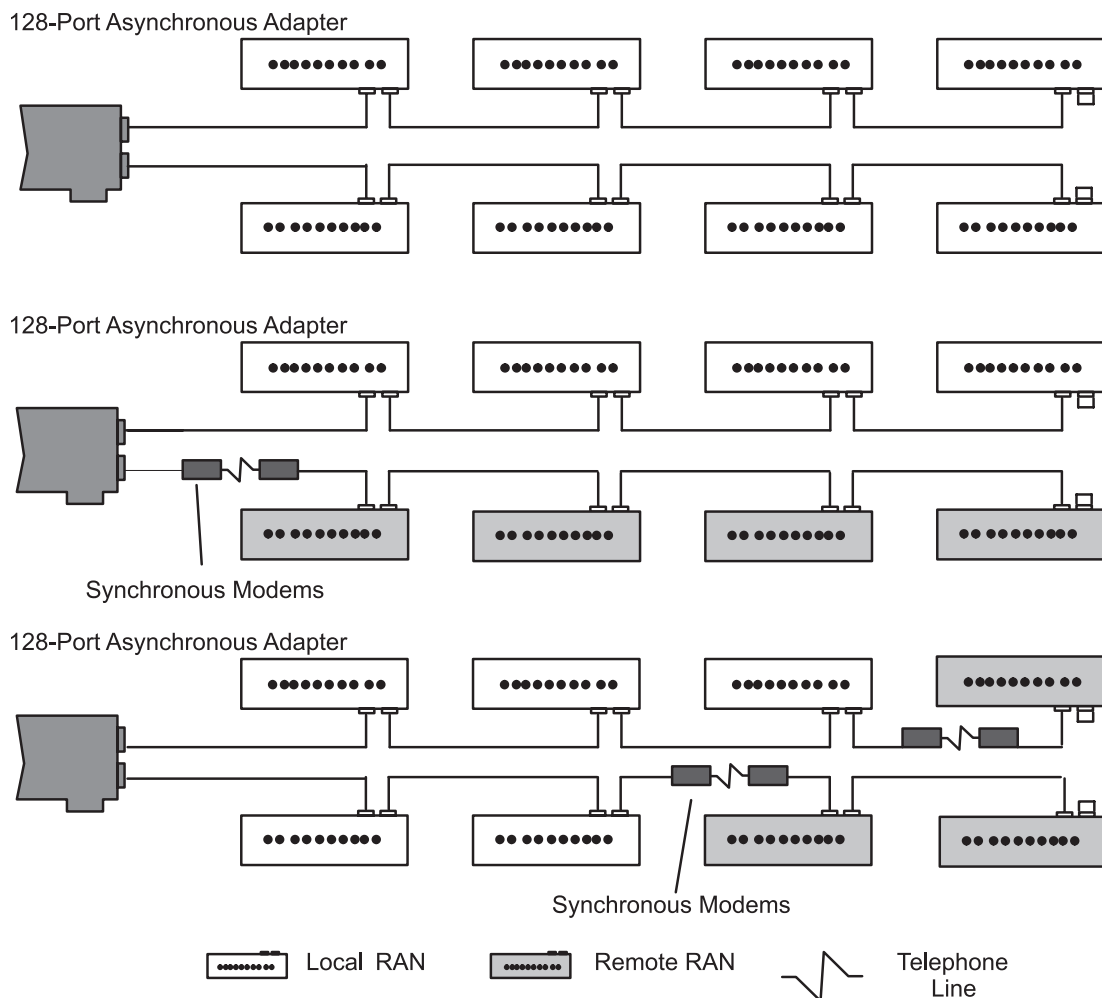 128-Port Asynchronous Adapter
128-Port Asynchronous Adapter
Synchronous Modems
128-Port Asynchronous Adapter
Synchronous Modems
Local RAN
Remote RAN
Telephone
Line